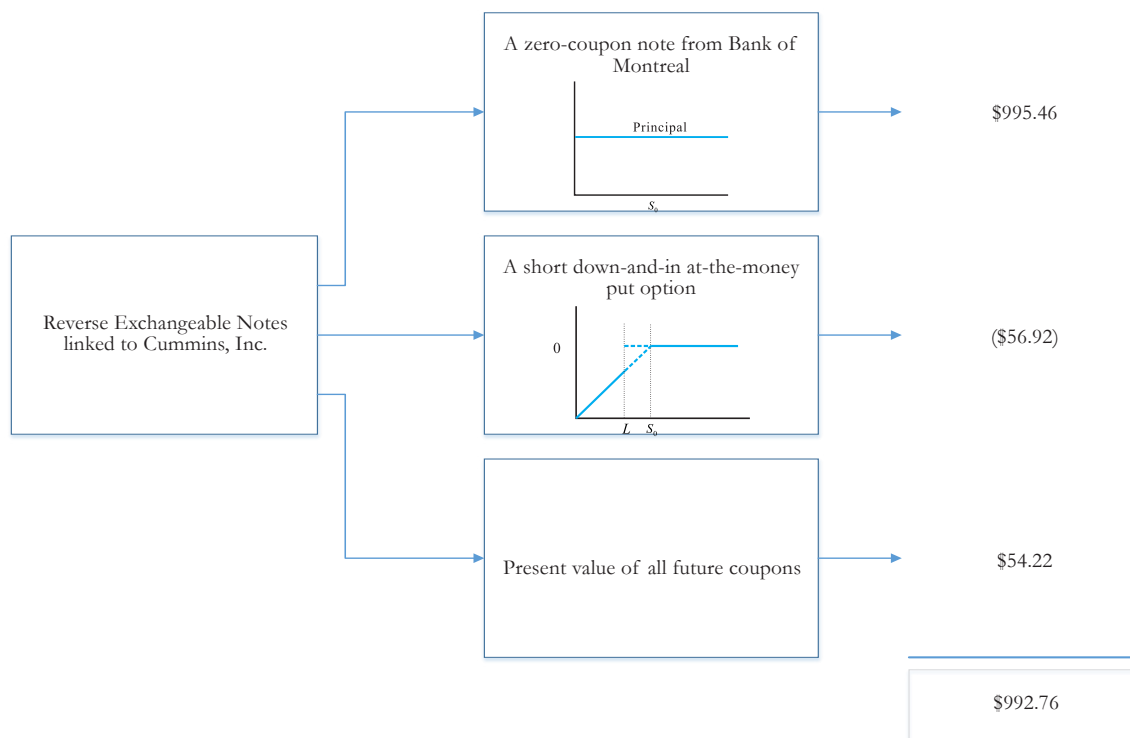 A zero-coupon note from Bank of
Montreal
Principal
S₀
$995.46
Reverse Exchangeable Notes
linked to Cummins, Inc.
A short down-and-in at-the-money
put option
0
L S₀
($56.92)
Present value of all future coupons
$54.22
$992.76